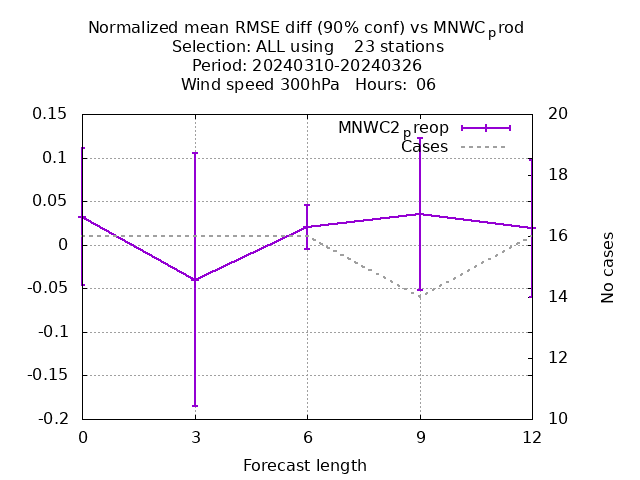 Normalized mean RMSE diff (90% conf) vs MNWCprod
Selection: ALL using    23 stations
Period: 20240310-20240326
Wind speed 300hPa   Hours:  06
MNWC2preop
Cases
0.15
0.1
0.05
0
-0.05
-0.1
-0.15
-0.2
20
18
16
14
12
10
No cases
0 3 6 9 12
Forecast length